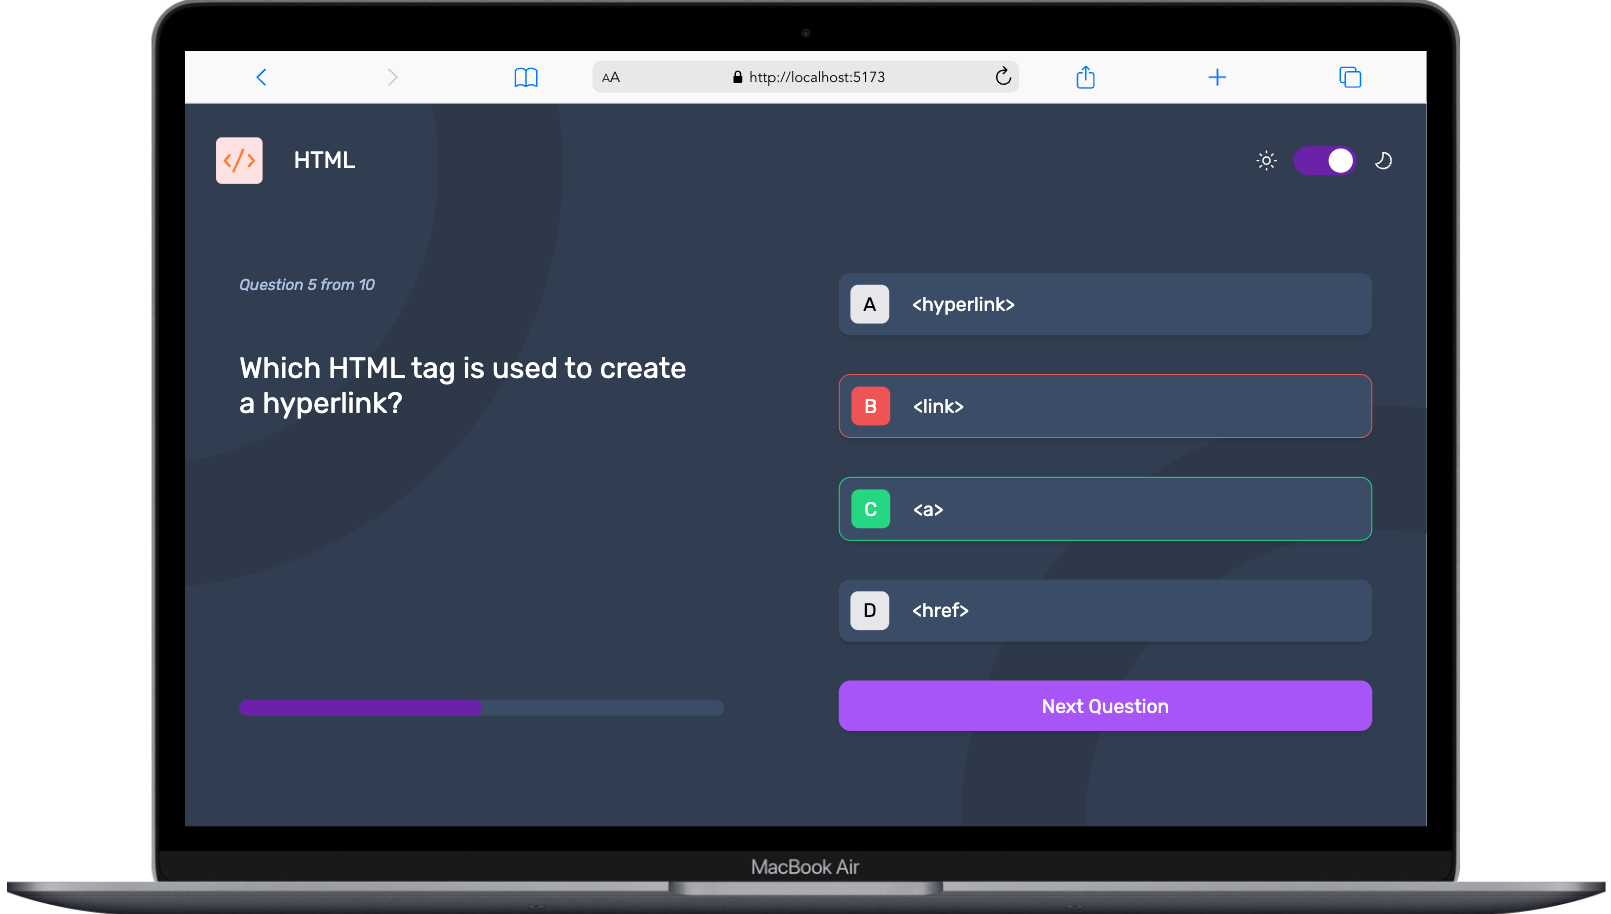 AA
http://localhost:5173
</>
HTML
Question 5 from 10
Which HTML tag is used to create
a hyperlink?
A
<hyperlink>
B
<link>
C
<a>
D
<href>
Next Question
MacBook Air